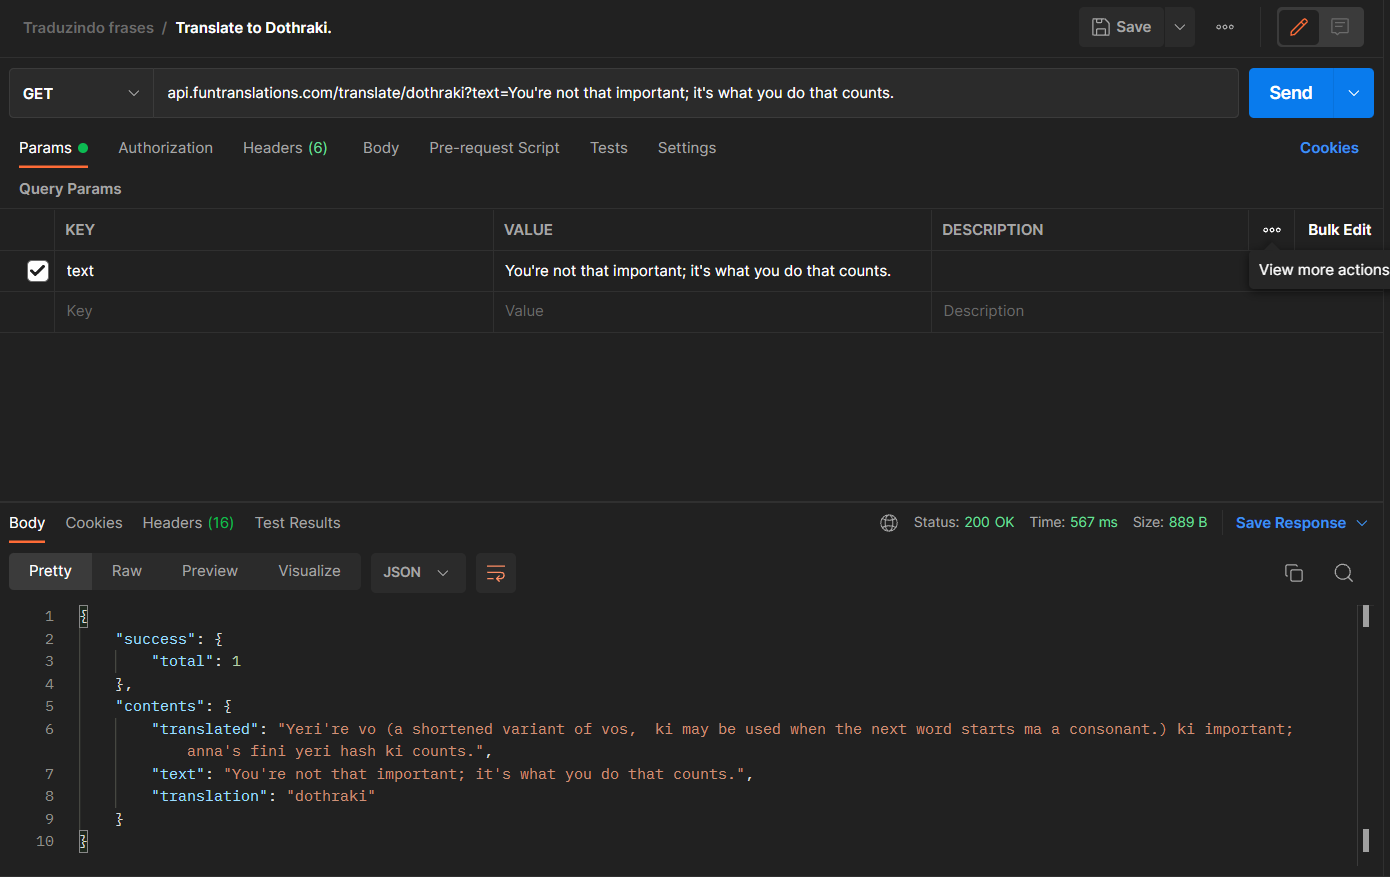 Traduzindo frases / Translate to Dothraki.
Save
GET
api.funtranslations.com/translate/dothraki?text=You're not that important; it's what you do that counts.
Send
Params Authorization Headers (6) Body Pre-request Script Tests Settings Cookies
Query Params
KEY VALUE DESCRIPTION Bulk Edit
text You're not that important; it's what you do that counts.
View more actions
Key Value Description
Body Cookies Headers (16) Test Results Status: 200 OK Time: 567 ms Size: 889 B Save Response
Pretty Raw Preview Visualize JSON
1 {
2 "success": {
3 "total": 1
4 },
5 "contents": {
6 "translated": "Yeri're vo (a shortened variant of vos,  ki may be used when the next word starts ma a consonant.) ki important;
anna's fini yeri hash ki counts.",
7 "text": "You're not that important; it's what you do that counts.",
8 "translation": "dothraki"
9 }
10 }